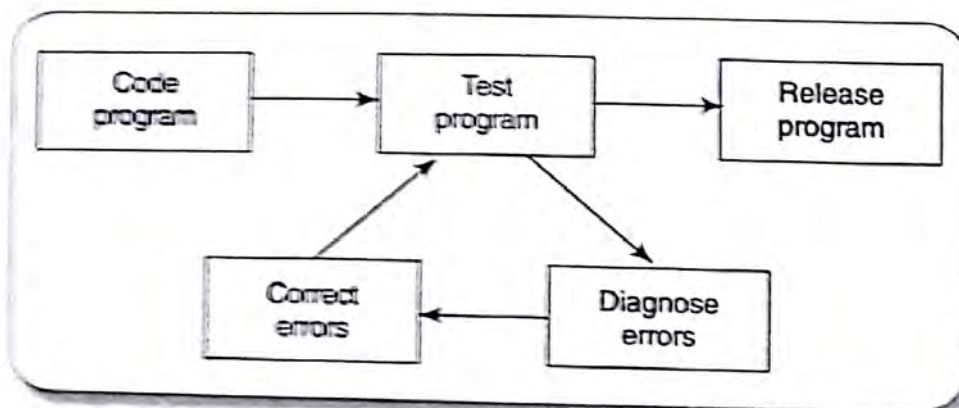 Code
program
Test
program
Release
program
Correct
errors
Diagnose
errors